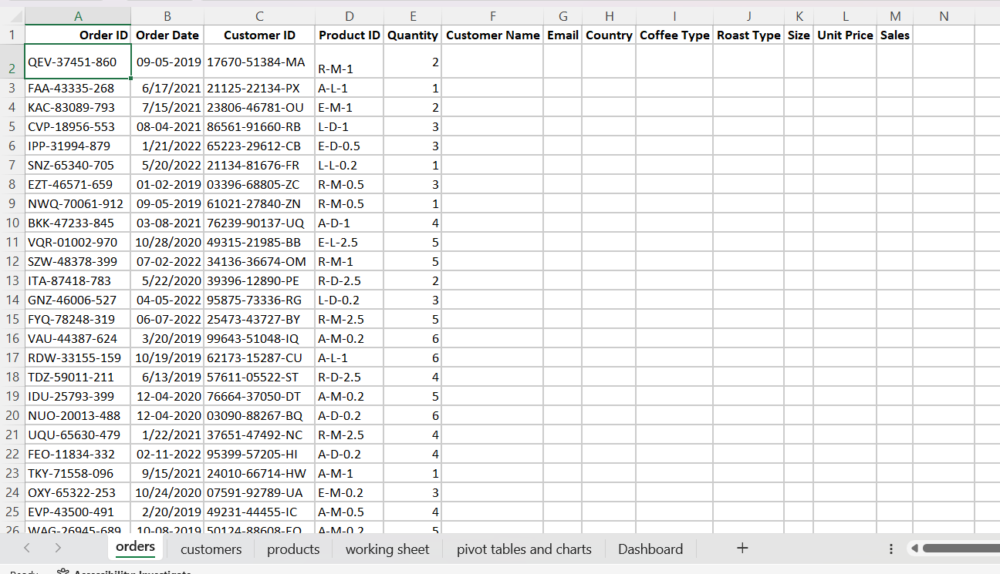 A B C D E F G H I J K L M N
1 Order ID Order Date Customer ID Product ID Quantity Customer Name Email Country Coffee Type Roast Type Size Unit Price Sales
2 QEV-37451-860 09-05-2019 17670-51384-MA R-M-1 2
3 FAA-43335-268 6/17/2021 21125-22134-PX A-L-1 1
4 KAC-83089-793 7/15/2021 23806-46781-OU E-M-1 2
5 CVP-18956-553 08-04-2021 86561-91660-RB L-D-1 3
6 IPP-31994-879 1/21/2022 65223-29612-CB E-D-0.5 3
7 SNZ-65340-705 5/20/2022 21134-81676-FR L-L-0.2 1
8 EZT-46571-659 01-02-2019 03396-68805-ZC R-M-0.5 3
9 NWQ-70061-912 09-05-2019 61021-27840-ZN R-M-0.5 1
10 BKK-47233-845 03-08-2021 76239-90137-UQ A-D-1 4
11 VQR-01002-970 10/28/2020 49315-21985-BB E-L-2.5 5
12 SZW-48378-399 07-02-2022 34136-36674-OM R-M-1 5
13 ITA-87418-783 5/22/2020 39396-12890-PE R-D-2.5 2
14 GNZ-46006-527 04-05-2022 95875-73336-RG L-D-0.2 3
15 FYQ-78248-319 06-07-2022 25473-43727-BY R-M-2.5 5
16 VAU-44387-624 3/20/2019 99643-51048-IQ A-M-0.2 6
17 RDW-33155-159 10/19/2019 62173-15287-CU A-L-1 6
18 TDZ-59011-211 6/13/2019 57611-05522-ST R-D-2.5 4
19 IDU-25793-399 12-04-2020 76664-37050-DT A-M-0.2 5
20 NUO-20013-488 12-04-2020 03090-88267-BQ A-D-0.2 6
21 UQU-65630-479 1/22/2021 37651-47492-NC R-M-2.5 4
22 FEO-11834-332 02-11-2022 95399-57205-HI A-D-0.2 4
23 TKY-71558-096 9/15/2021 24010-66714-HW A-M-1 1
24 OXY-65322-253 10/24/2020 07591-92789-UA E-M-0.2 3
25 EVP-43500-491 2/20/2019 49231-44455-IC A-M-0.5 4
26 WAG-26945-689 10-08-2019 50124-88608-EO A-M-0.2 5
orders customers products working sheet pivot tables and charts Dashboard
Ready Accessibility: Investigate